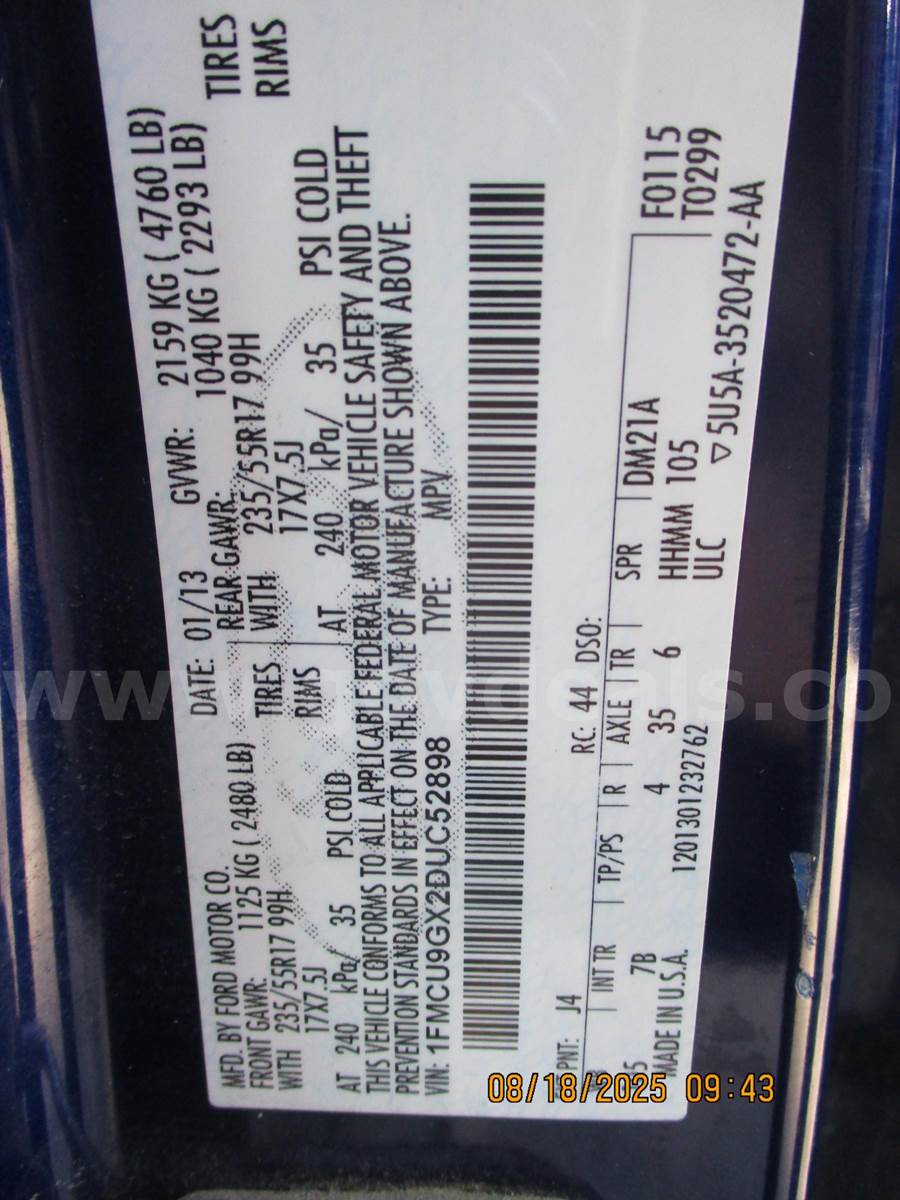 MFD. BY FORD MOTOR CO. DATE: 01/13 GVWR: 2159 KG ( 4760 LB)
FRONT GAWR: 1125 KG ( 2480 LB) REAR GAWR: 1040 KG ( 2293 LB)
WITH 235/55R17 99H TIRES WITH 235/55R17 99H TIRES
17X7.5J RIMS 17X7.5J RIMS
AT 240 kPa/ 35 PSI COLD AT 240 kPa/ 35 PSI COLD
THIS VEHICLE CONFORMS TO ALL APPLICABLE FEDERAL MOTOR VEHICLE SAFETY AND THEFT
PREVENTION STANDARDS IN EFFECT ON THE DATE OF MANUFACTURE SHOWN ABOVE.
VIN: 1FMCU9GX2DUC52898 TYPE: MPV
PNT: J4 RC: 44 DSO: F0115
INT TR TP/PS R AXLE TR SPR DM21A T0299
7B 4 35 6 HHMM 105
MADE IN U.S.A. 1201301232762 ULC ▽5U5A-3520472-AA
08/18/2025 09:43